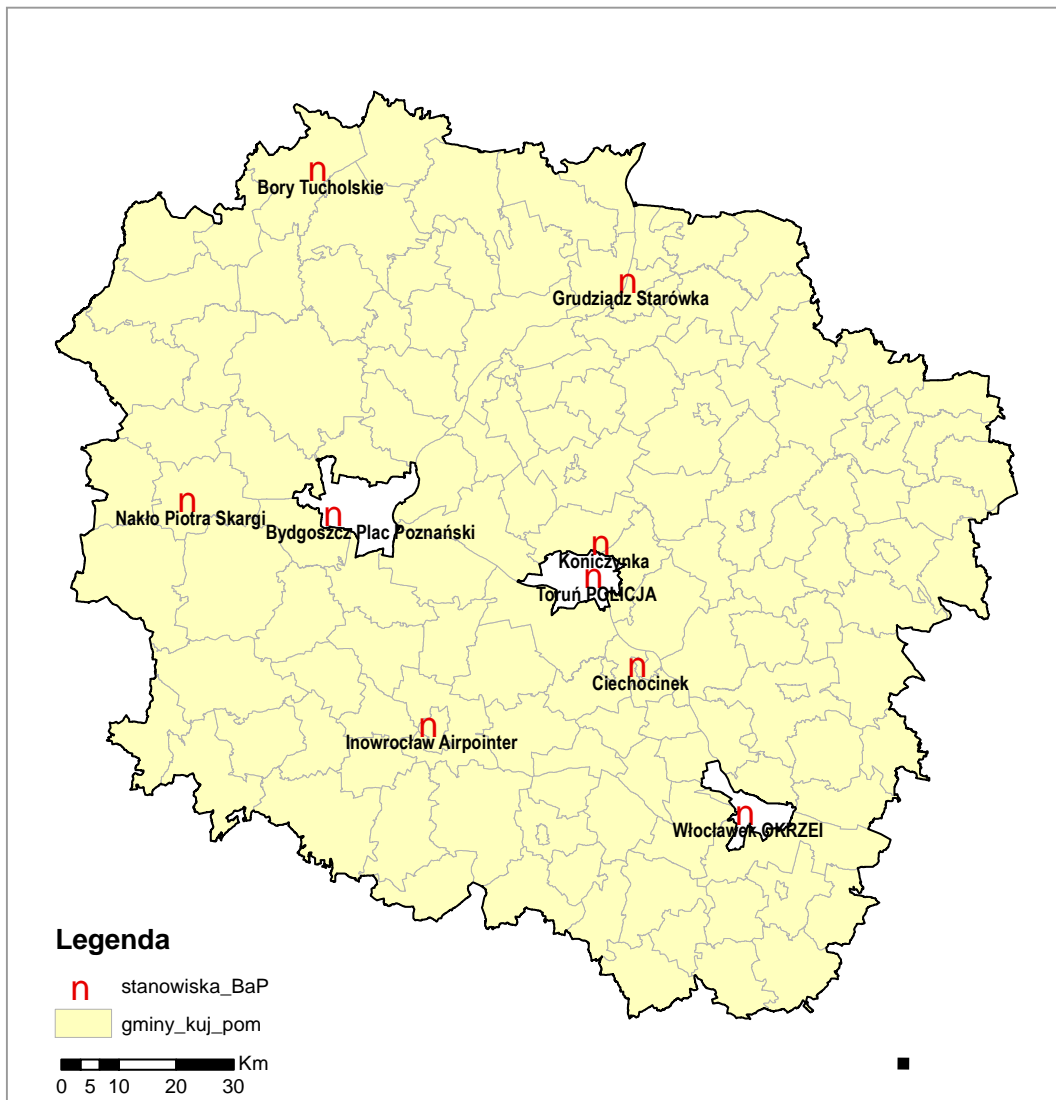 n
Bory Tucholskie
n
Grudziądz Starówka
n
Nakło Piotra Skargi
n
Bydgoszcz Plac Poznański
n
Koniczynka
n
Toruń POLICJA
n
Ciechocinek
n
Inowrocław Airpointer
n
Włocławek OKRZEI
Legenda
n stanowiska_BaP
gminy_kuj_pom
Km
0 5 10 20 30